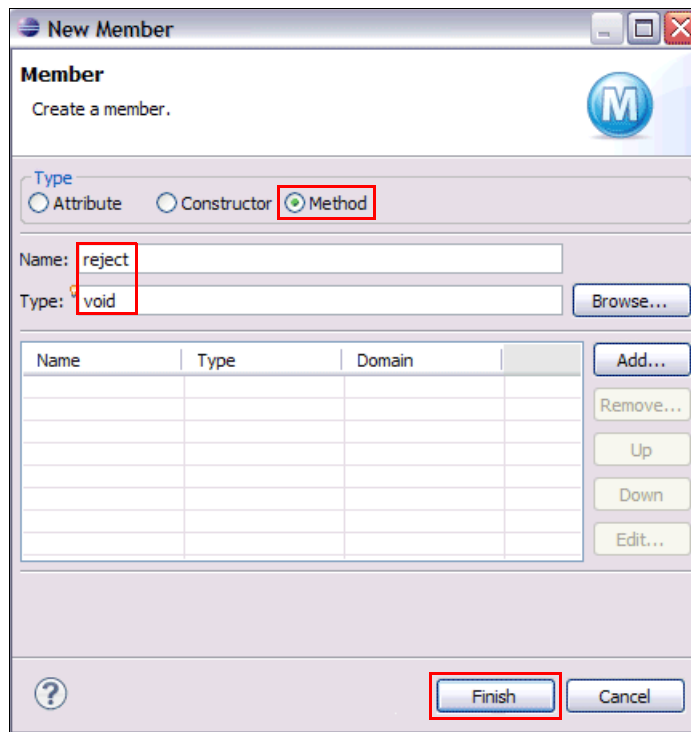 New Member
Member
Create a member.
M
Type
Attribute Constructor Method
Name: reject
Type: void Browse...
Name Type Domain Add...
Remove...
Up
Down
Edit...
? Finish Cancel